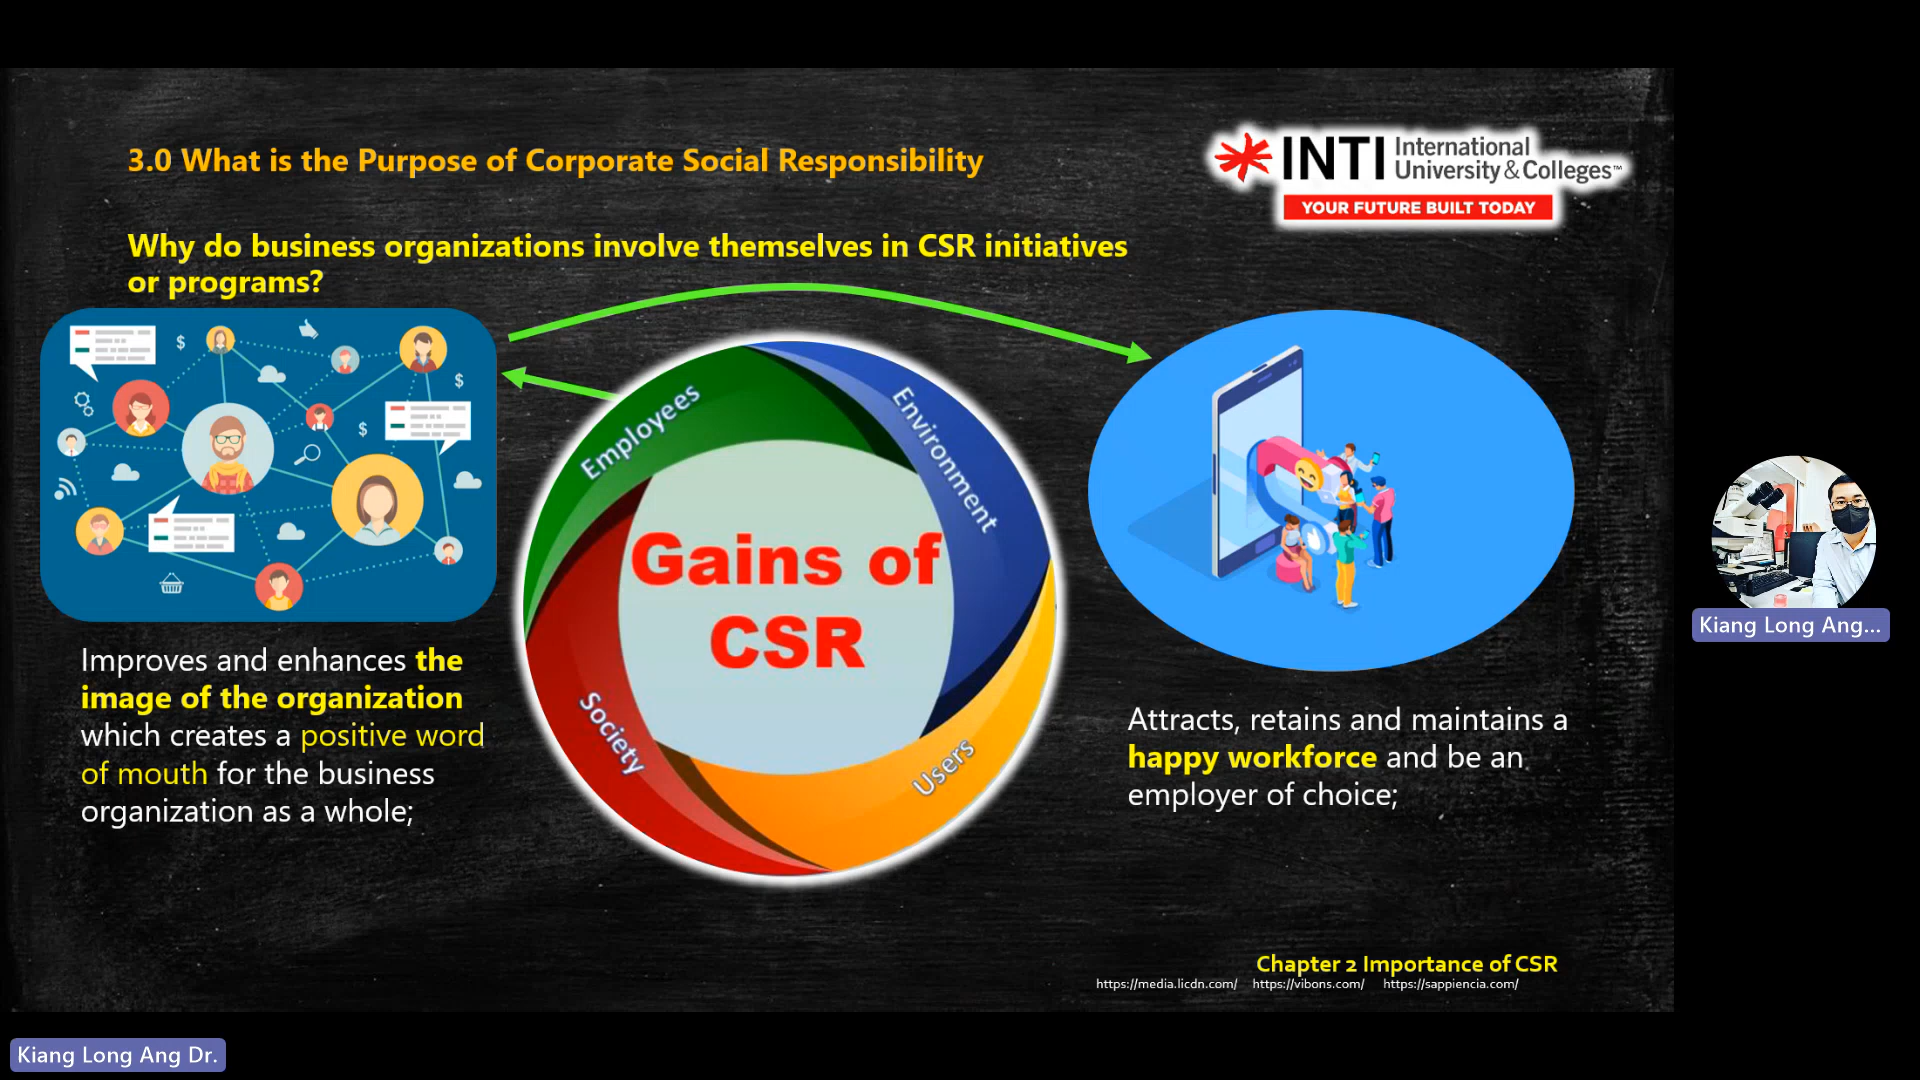 3.0 What is the Purpose of Corporate Social Responsibility
INTI International
University & Colleges™
YOUR FUTURE BUILT TODAY
Why do business organizations involve themselves in CSR initiatives
or programs?
Employees
Environment
Gains of
CSR
Society
Users
Improves and enhances the
image of the organization
which creates a positive word
of mouth for the business
organization as a whole;
Attracts, retains and maintains a
happy workforce and be an
employer of choice;
Kiang Long Ang...
Chapter 2 Importance of CSR
https://media.licdn.com/ https://vibons.com/ https://sappiencia.com/
Kiang Long Ang Dr.